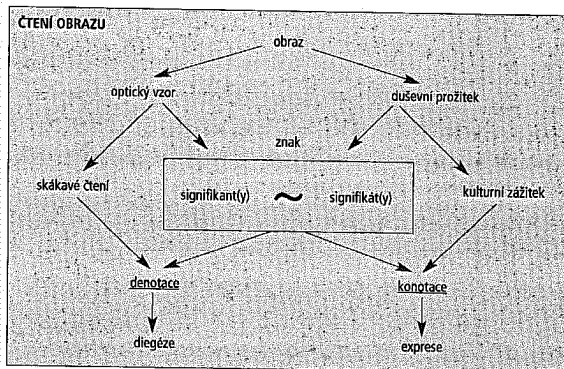 ČTENÍ OBRAZU
obraz
optický vzor
duševní prožitek
znak
skákavé čtení
signifikant(y) ~ signifikát(y)
kulturní zážitek
denotace
konotace
diegéze
exprese